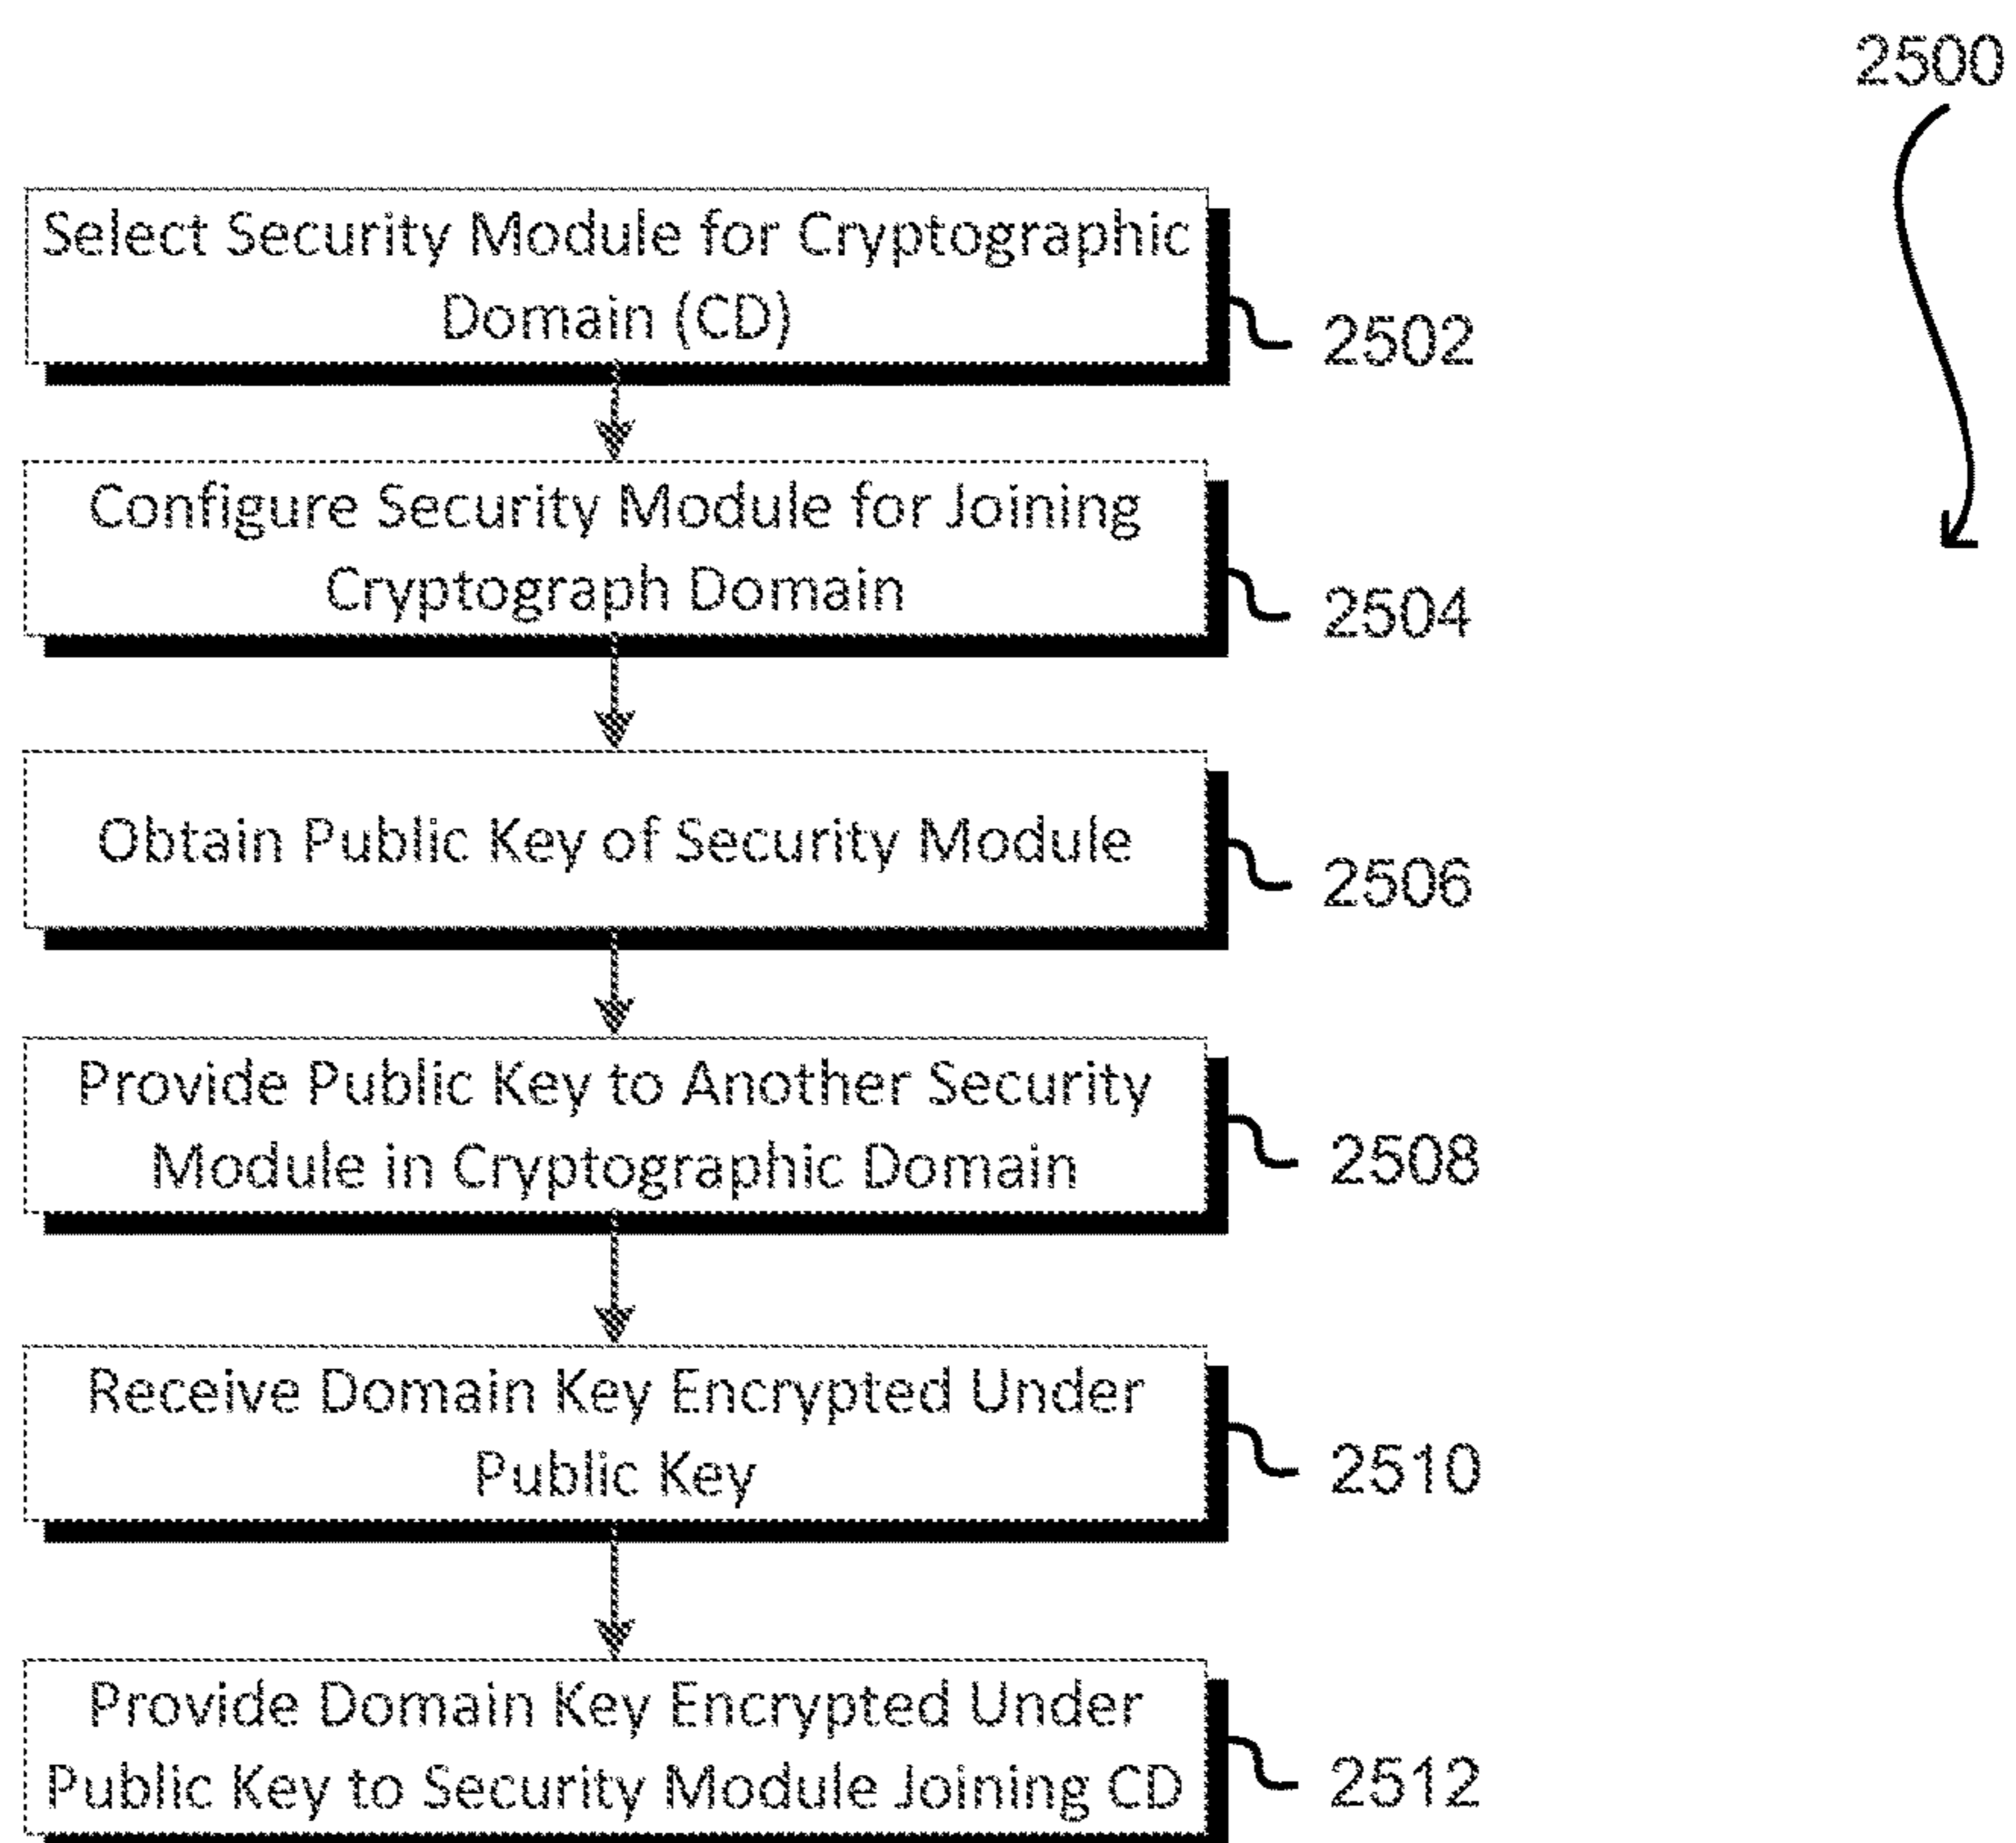 2500
Select Security Module for Cryptographic
Domain (CD)
2502
Configure Security Module for Joining
Cryptograph Domain
2504
Obtain Public Key of Security Module
2506
Provide Public Key to Another Security
Module in Cryptographic Domain
2508
Receive Domain Key Encrypted Under
Public Key
2510
Provide Domain Key Encrypted Under
Public Key to Security Module Joining CD
2512